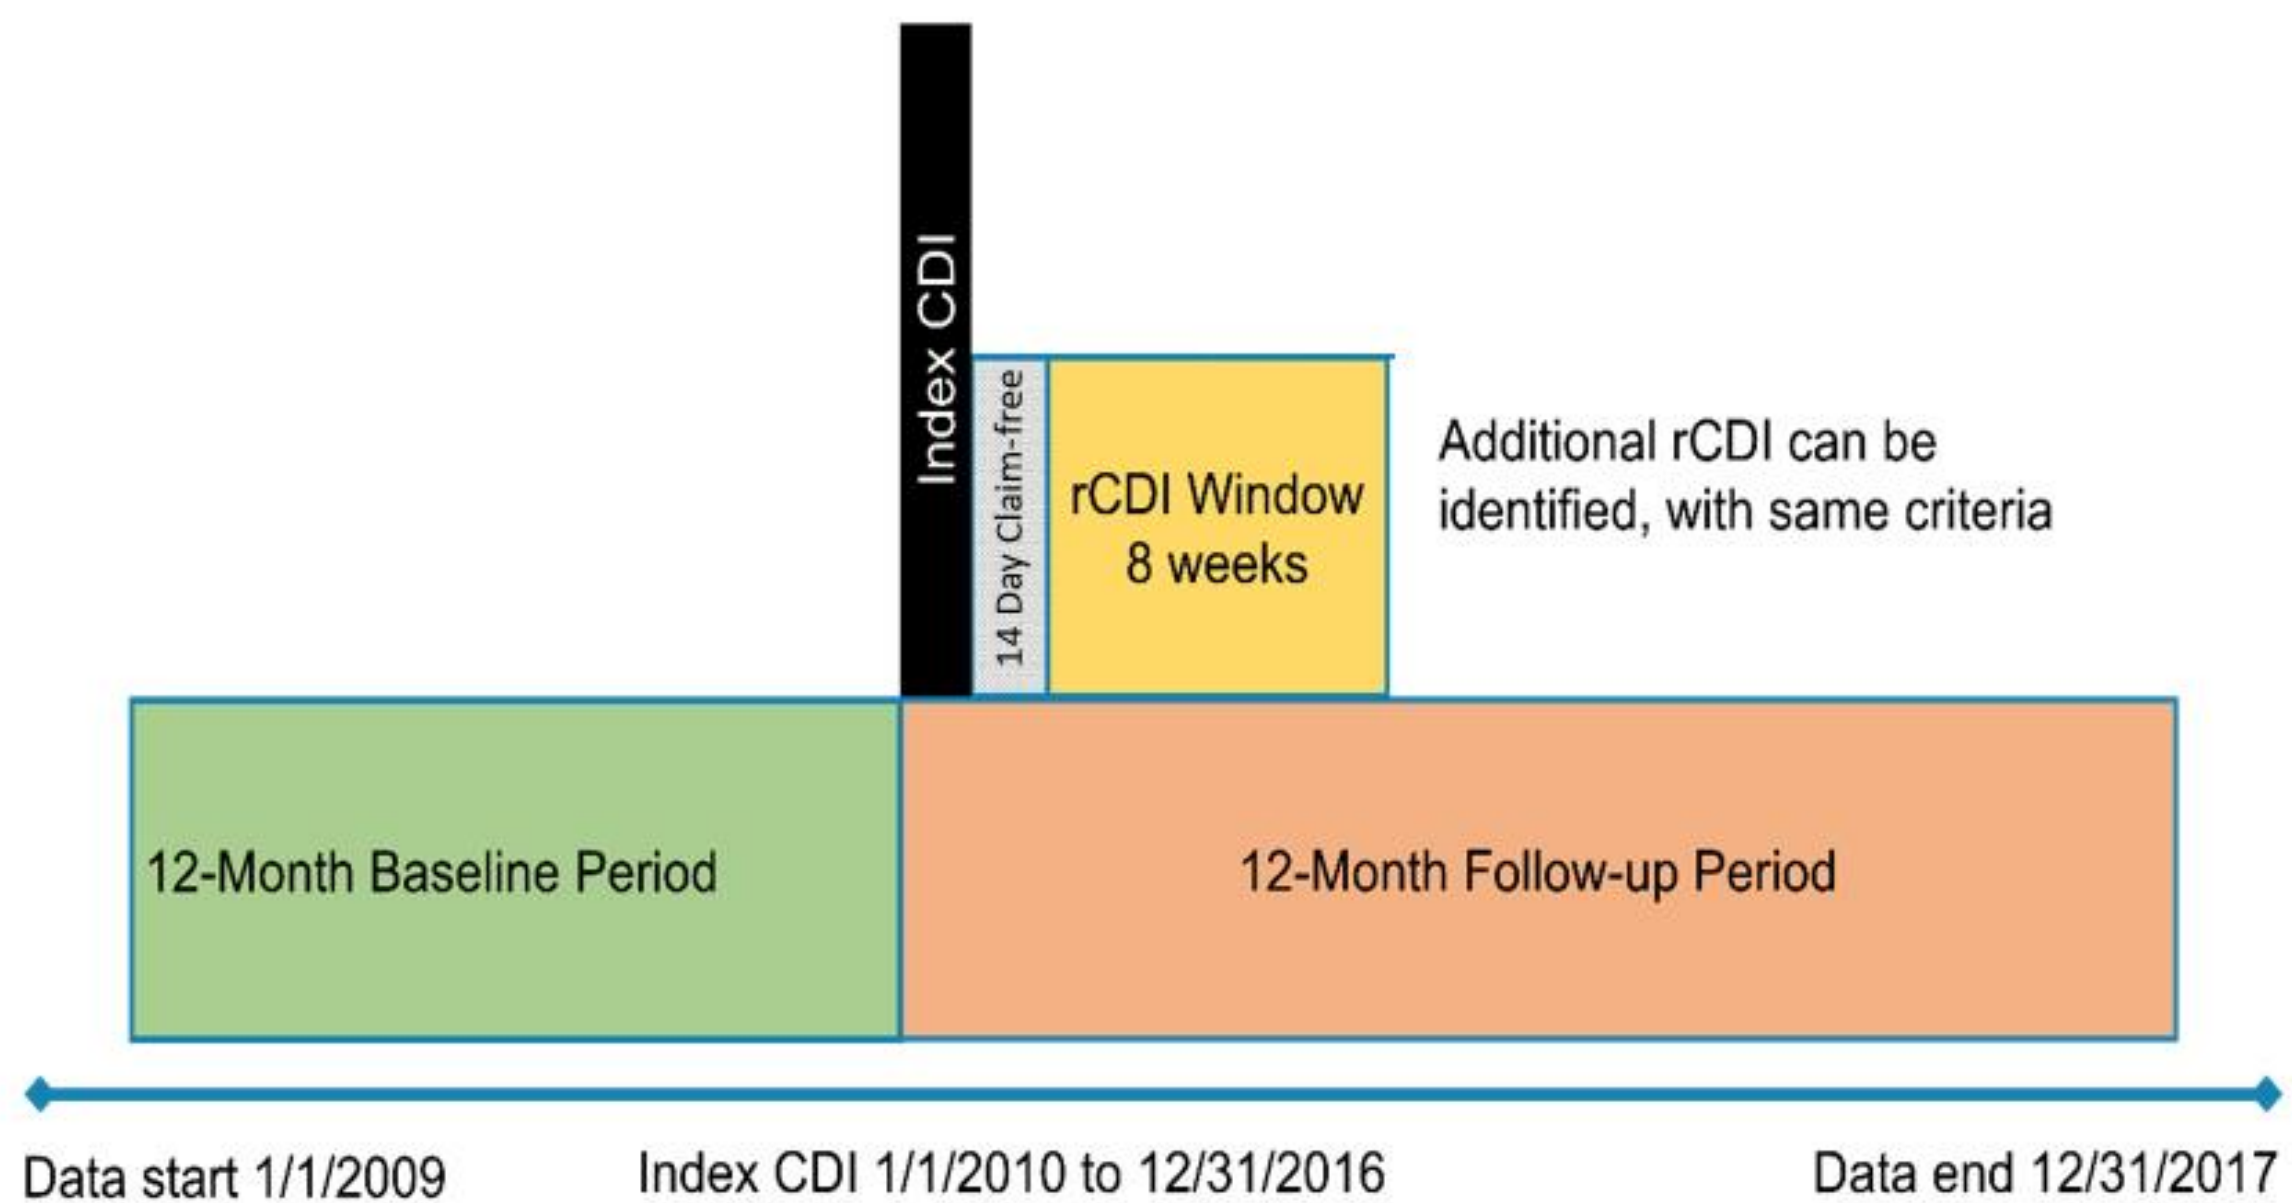 Index CDI
14 Day Claim-free
rCDI Window
8 weeks
Additional rCDI can be
identified, with same criteria
12-Month Baseline Period
12-Month Follow-up Period
Data start 1/1/2009
Index CDI 1/1/2010 to 12/31/2016
Data end 12/31/2017